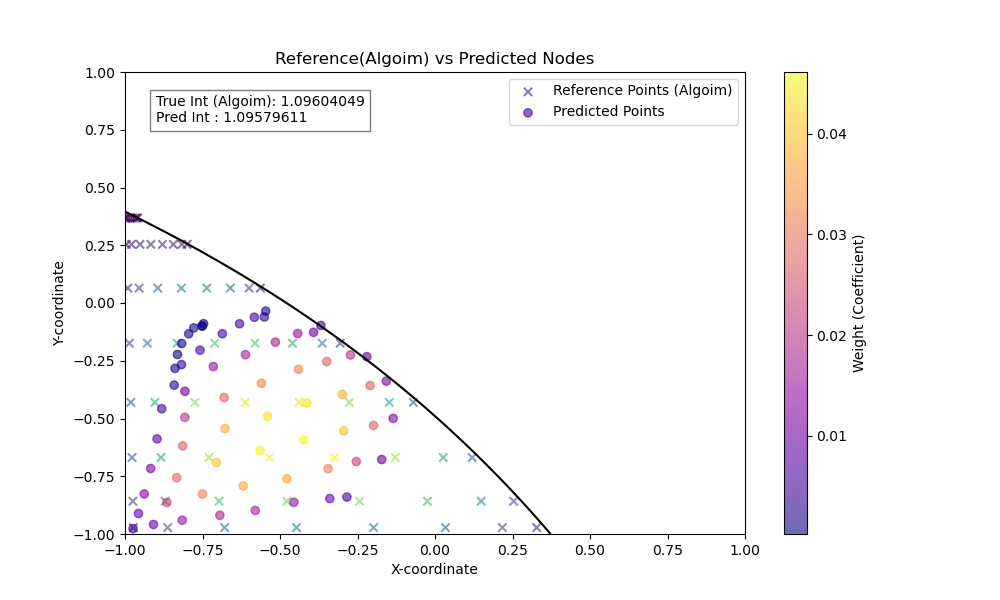 Reference(Algoim) vs Predicted Nodes
True Int (Algoim): 1.09604049
Pred Int : 1.09579611
Reference Points (Algoim)
Predicted Points
1.00
0.75
0.50
0.25
0.00
−0.25
−0.50
−0.75
−1.00
Y-coordinate
−1.00 −0.75 −0.50 −0.25 0.00 0.25 0.50 0.75 1.00
X-coordinate
0.04
0.03
0.02
0.01
Weight (Coefficient)